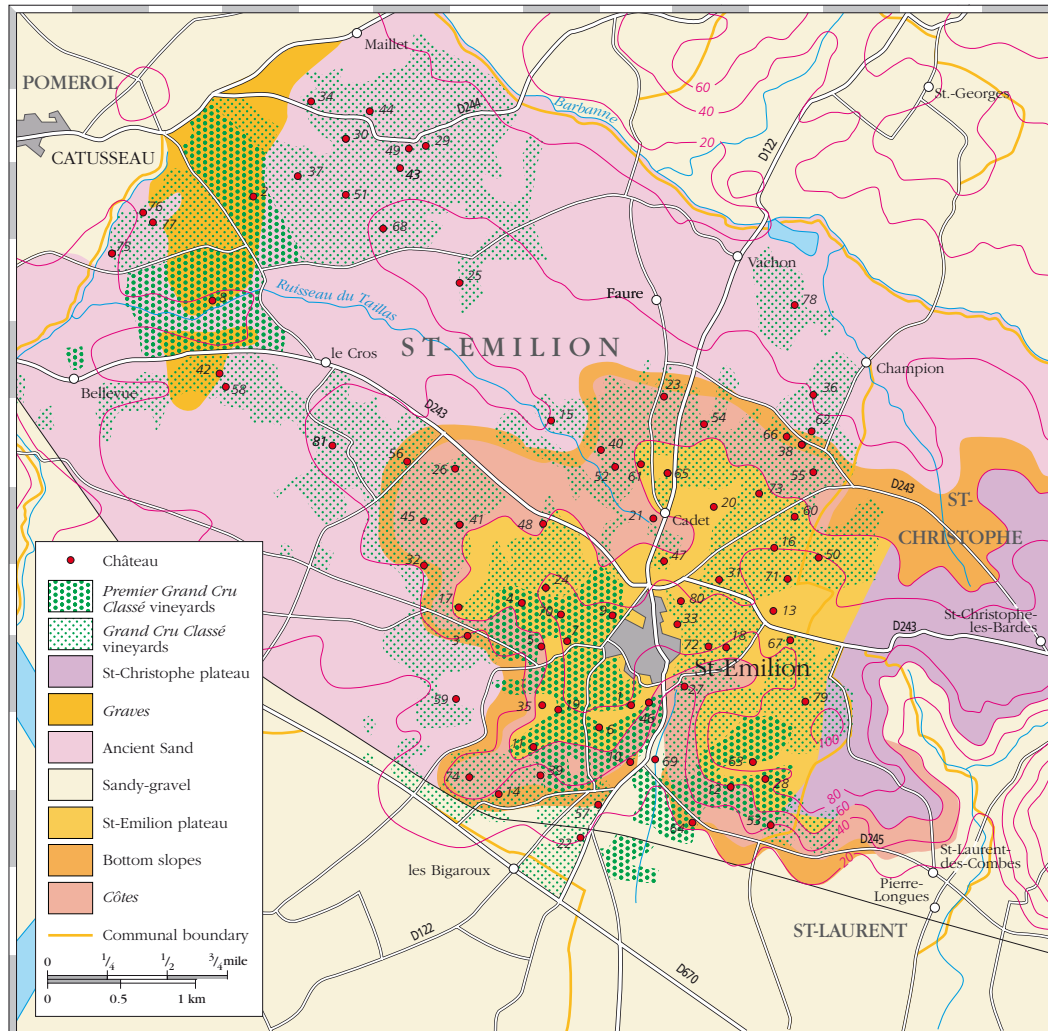 Maillet
POMEROL
60
40
20
St.-Georges
34
44
D244
Barbanne
CATUSSEAU
30
49
29
D122
43
37
2
51
76
77
68
75
Vachon
25
Ruisseau du Taillas
8
Faure
78
ST-EMILION
le Cros
Champion
42
58
Bellevue
23
36
D243
15
54
62
66
81
40
38
56
26
52
61
65
55
D243
73
ST-
CHRISTOPHE
20
60
45
41
48
21
Cadet
16
50
47
32
24
31
71
17
4
70
9
80
13
St-Christophe-
les-Bardes
33
3
5
72
18
67
D243
St-Emilion
27
59
35
19
1
46
79
6
100
11
10
69
63
74
39
28
80
14
12
60
57
40
64
53
20
D245
22
St-Laurent-
des-Combes
les Bigaroux
Pierre-
Longues
D122
ST-LAURENT
D670
Château
Premier Grand Cru
Classé vineyards
Grand Cru Classé
vineyards
St-Christophe plateau
Graves
Ancient Sand
Sandy-gravel
St-Emilion plateau
Bottom slopes
Côtes
Communal boundary
0 1/4 1/2 3/4 mile
0 0.5 1 km